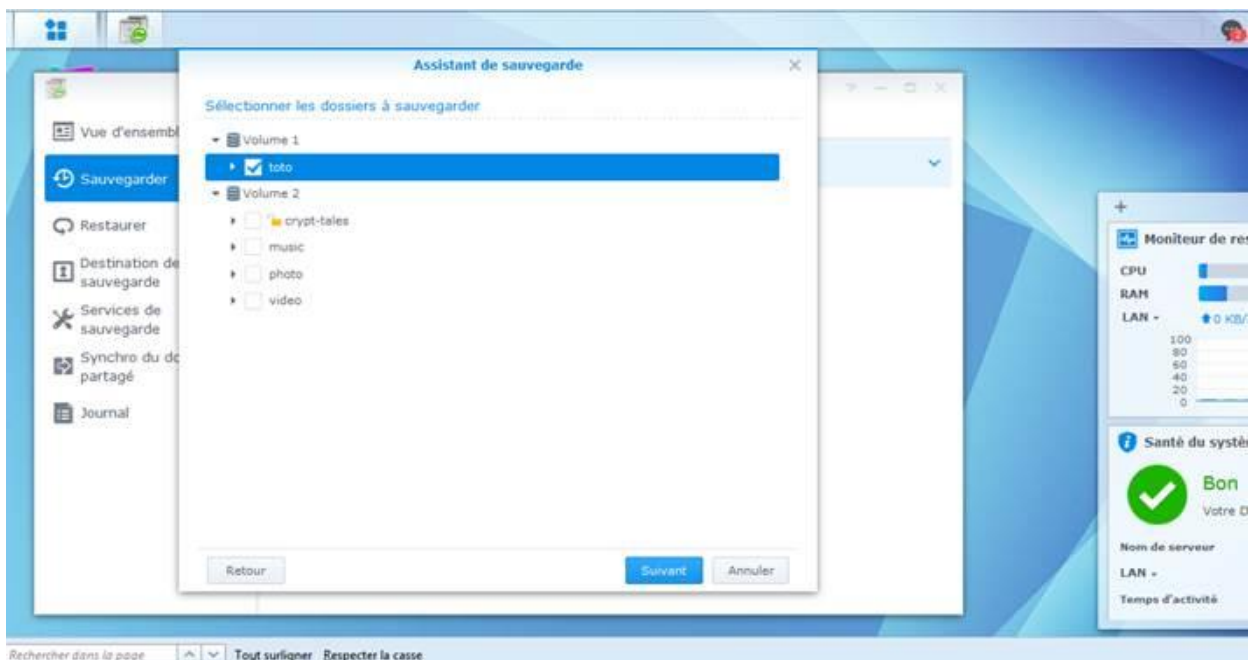 Assistant de sauvegarde
Sélectionner les dossiers à sauvegarder
Volume 1
toto
Volume 2
crypt-tales
music
photo
video
Retour
Suivant
Annuler
Vue d'ensembl
Sauvegarder
Restaurer
Destination de
sauvegarde
Services de
sauvegarde
Synchro du do
partagé
Journal
Moniteur de res
CPU
RAM
LAN
0 KB/
100
80
60
40
20
0
Santé du systè
Bon
Votre D
Nom de serveur
LAN
Temps d'activité
Rechercher dans la page
Tout surligner
Respecter la casse